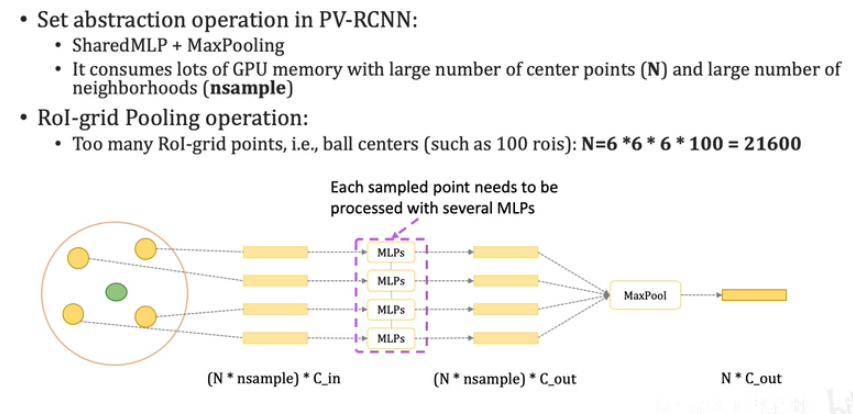 • Set abstraction operation in PV-RCNN:
• SharedMLP + MaxPooling
• It consumes lots of GPU memory with large number of center points (N) and large number of
neighborhoods (nsample)
• RoI-grid Pooling operation:
• Too many RoI-grid points, i.e., ball centers (such as 100 rois): N=6 *6 * 6 * 100 = 21600
Each sampled point needs to be
processed with several MLPs
MLPs
MLPs
MLPs
MLPs
MaxPool
(N * nsample) * C_in
(N * nsample) * C_out
N * C_out